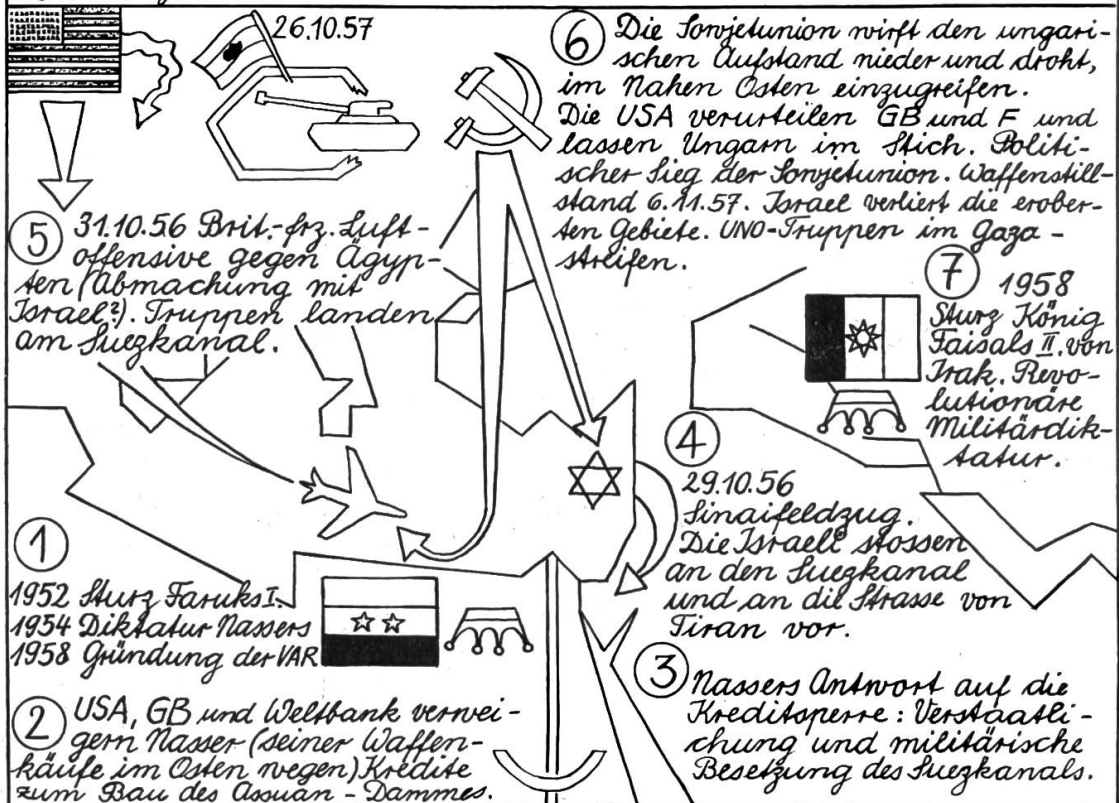 26.10.57
6 Die Sowjetunion wirft den ungari-
schen Aufstand nieder und droht,
im Nahen Osten einzugreifen.
Die USA verurteilen GB und F und
lassen Ungarn im Stich. Politi-
scher Sieg der Sowjetunion. Waffenstill-
stand 6.11.57. Israel verliert die erober-
ten Gebiete. UNO-Truppen im Gaza-
streifen.
5 31.10.56 Brit.-frz. Luft-
offensive gegen Ägyp-
ten (Abmachung mit
Israel?). Truppen landen
am Suezkanal.
7 1958
Sturz König
Faisals II. von
Irak. Revo-
lutionäre
Militärdik-
tatur.
4
29.10.56
Sinaifeldzug.
Die Israeli stossen
an den Suezkanal
und an die Strasse von
Tiran vor.
1
1952 Sturz Faruks I.
1954 Diktatur Nassers
1958 Gründung der VAR
2 USA, GB und Weltbank verwei-
gern Nasser (seiner Waffen-
käufe im Osten wegen) Kredite
zum Bau des Assuan-Dammes.
3 Nassers Antwort auf die
Kreditsperre: Verstaatli-
chung und militärische
Besetzung des Suezkanals.